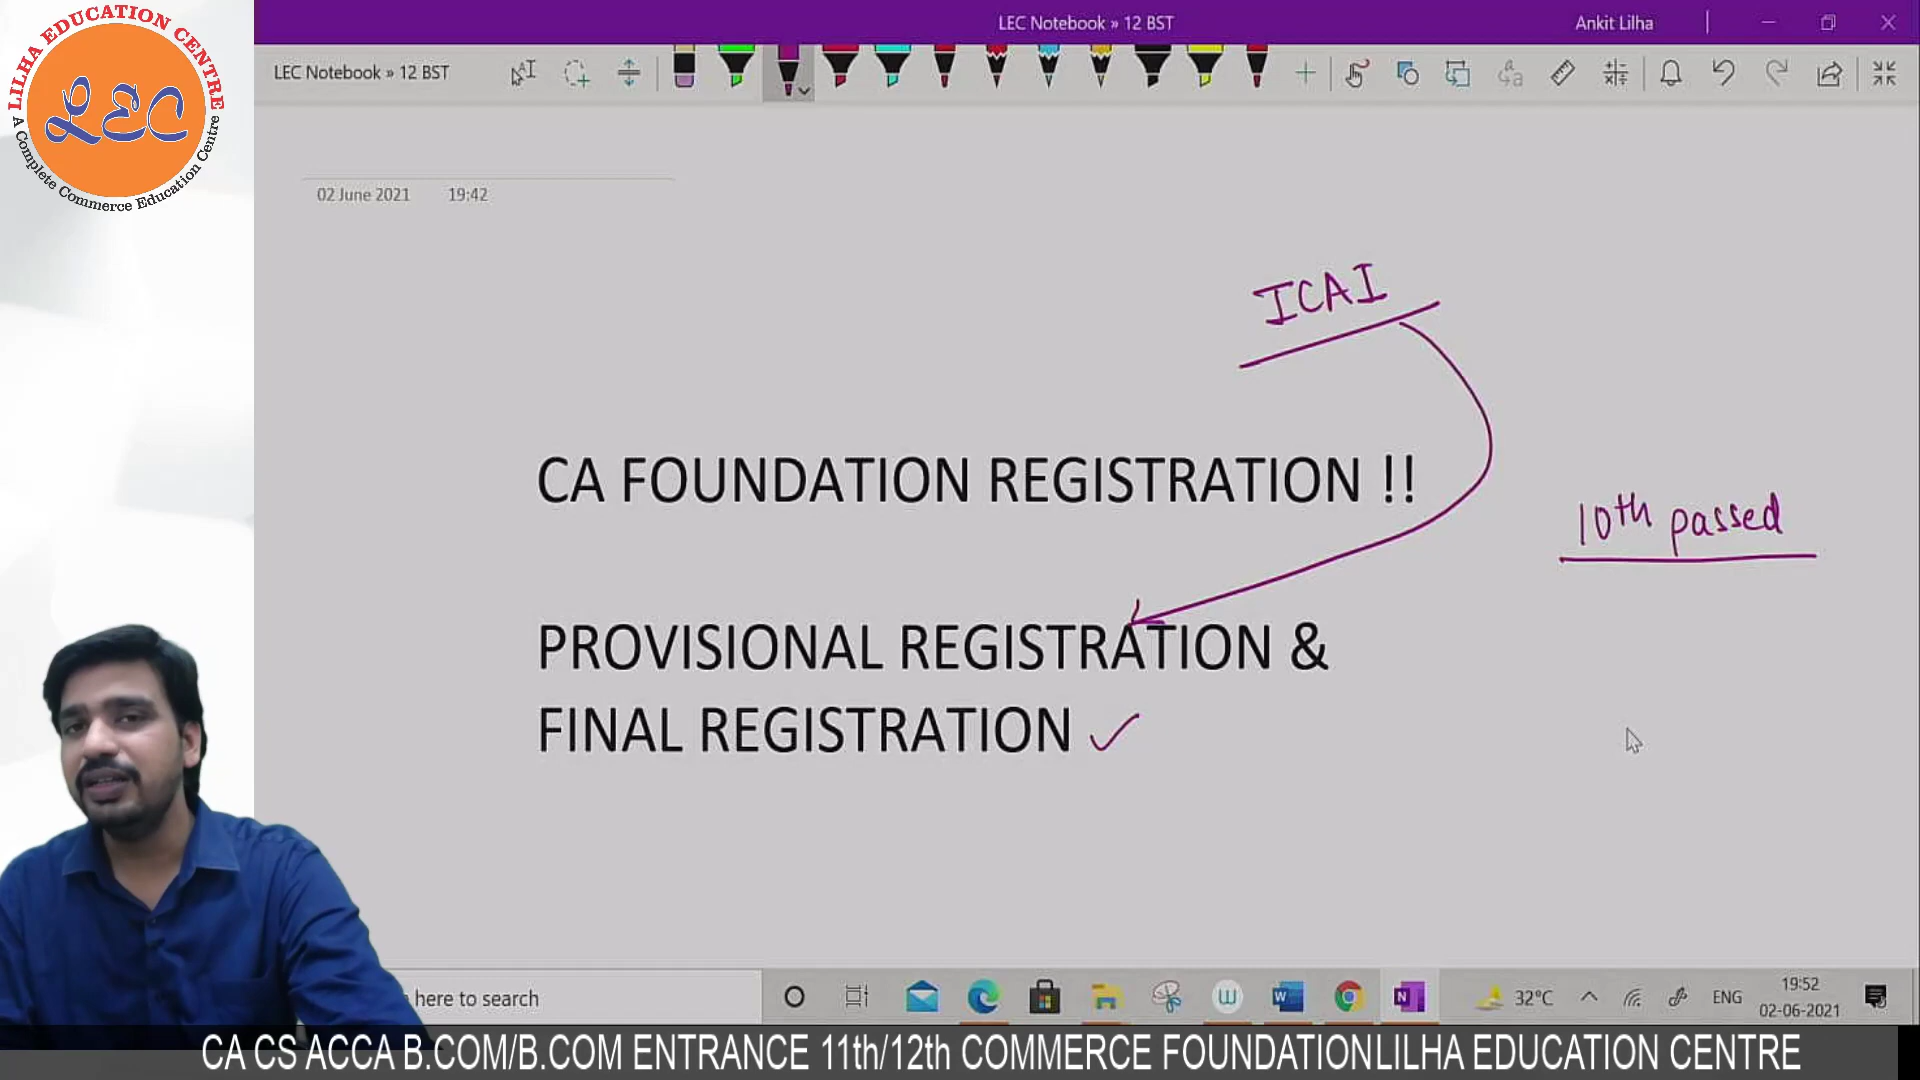 LILHA EDUCATION CENTRE
LEC
A Complete Commerce Education Centre
LEC Notebook » 12 BST
Ankit Lilha
LEC Notebook » 12 BST
02 June 2021 19:42
ICAI
CA FOUNDATION REGISTRATION !!
10th passed
PROVISIONAL REGISTRATION &
FINAL REGISTRATION
here to search
32°C
ENG
19:52
02-06-2021
CA CS ACCA B.COM/B.COM ENTRANCE 11th/12th COMMERCE FOUNDATIONLILHA EDUCATION CENTRE